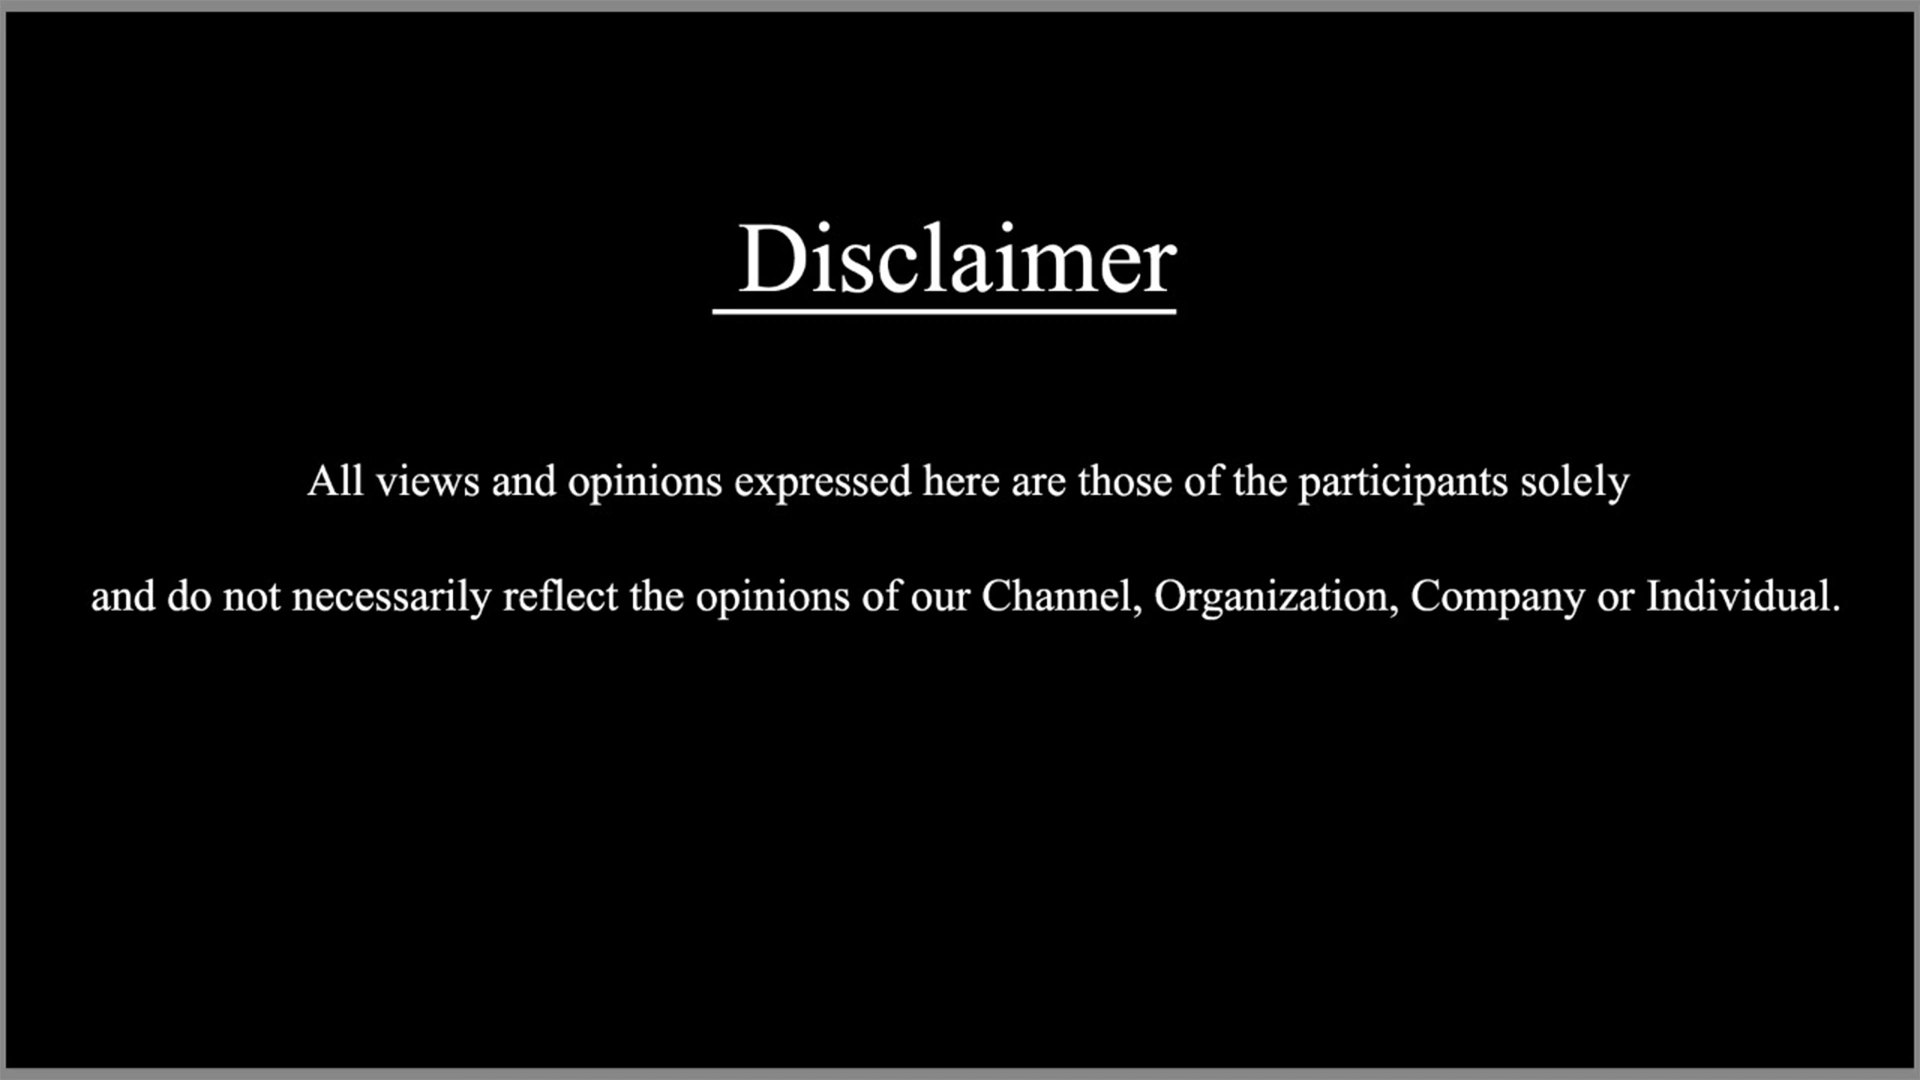 Disclaimer
All views and opinions expressed here are those of the participants solely
and do not necessarily reflect the opinions of our Channel, Organization, Company or Individual.